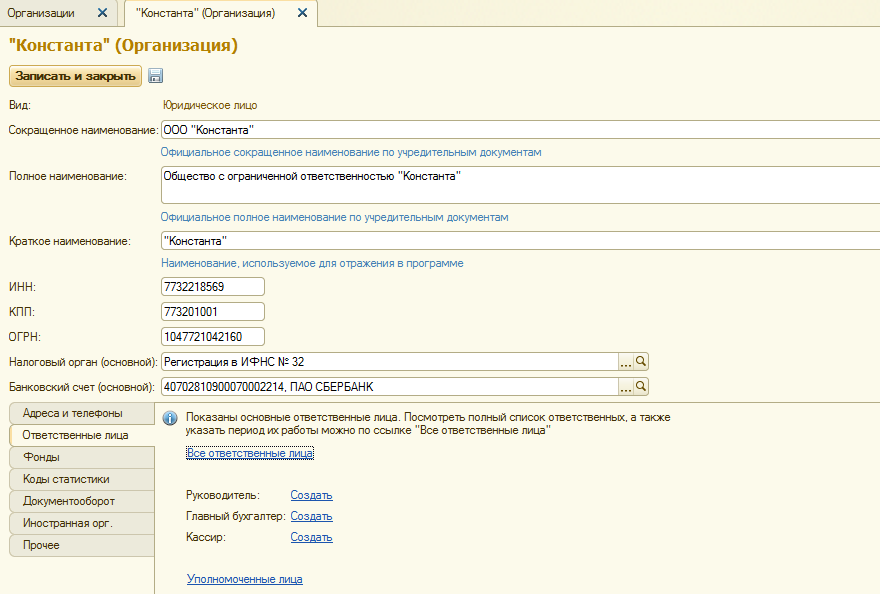 Организации
"Константа" (Организация)
"Константа" (Организация)
Записать и закрыть
Вид: Юридическое лицо
Сокращенное наименование: ООО "Константа"
Официальное сокращенное наименование по учредительным документам
Полное наименование: Общество с ограниченной ответственностью "Константа"
Официальное полное наименование по учредительным документам
Краткое наименование: "Константа"
Наименование, используемое для отражения в программе
ИНН: 7732218569
КПП: 773201001
ОГРН: 1047721042160
Налоговый орган (основной): Регистрация в ИФНС № 32 ...
Банковский счет (основной): 40702810900070002214, ПАО СБЕРБАНК ...
Адреса и телефоны
Ответственные лица
Фонды
Коды статистики
Документооборот
Иностранная орг.
Прочее
Показаны основные ответственные лица. Посмотреть полный список ответственных, а также
указать период их работы можно по ссылке "Все ответственные лица"
Все ответственные лица
Руководитель: Создать
Главный бухгалтер: Создать
Кассир: Создать
Уполномоченные лица